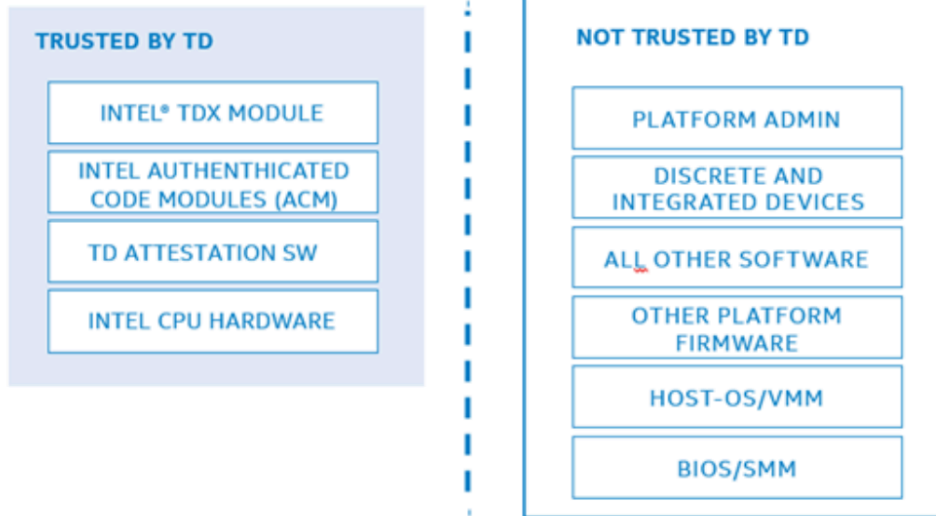 TRUSTED BY TD
INTEL® TDX MODULE
INTEL AUTHENTHICATED
CODE MODULES (ACM)
TD ATTESTATION SW
INTEL CPU HARDWARE
NOT TRUSTED BY TD
PLATFORM ADMIN
DISCRETE AND
INTEGRATED DEVICES
ALL OTHER SOFTWARE
OTHER PLATFORM
FIRMWARE
HOST-OS/VMM
BIOS/SMM